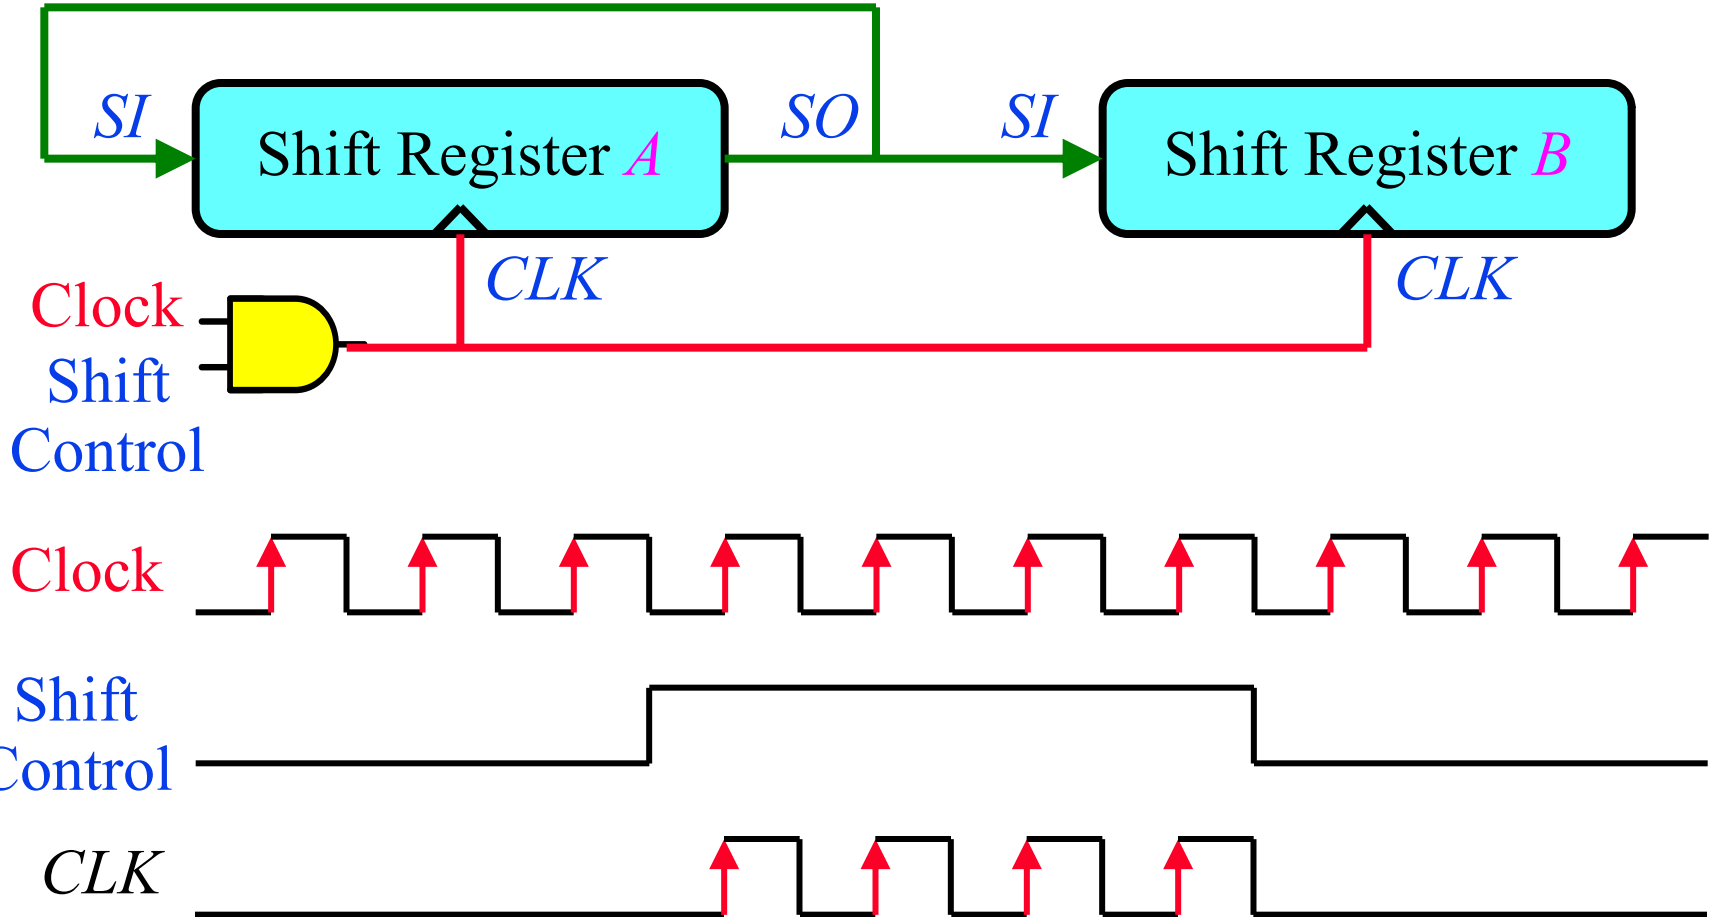 SI
SO
SI
Shift Register A
Shift Register B
CLK
CLK
Clock
Shift
Control
Clock
Shift
Control
CLK